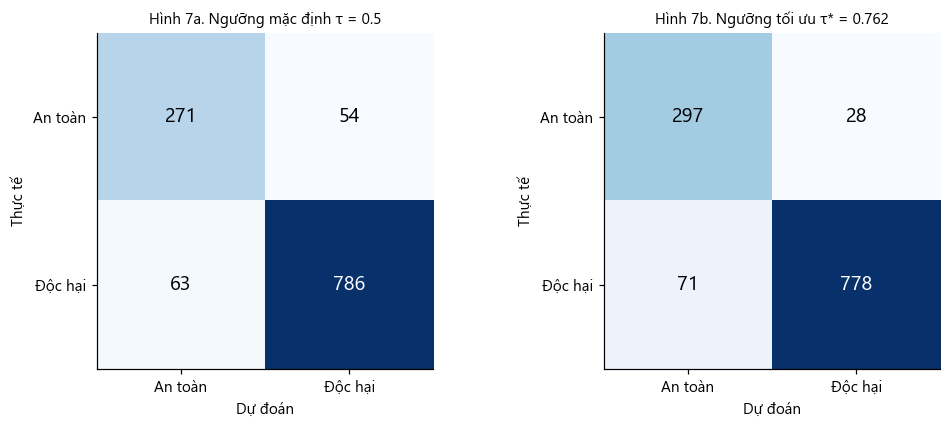 Hình 7a. Ngưỡng mặc định τ = 0.5
An toàn
271
54
Thực tế
Độc hại
63
786
An toàn
Độc hại
Dự đoán
Hình 7b. Ngưỡng tối ưu τ* = 0.762
An toàn
297
28
Thực tế
Độc hại
71
778
An toàn
Độc hại
Dự đoán